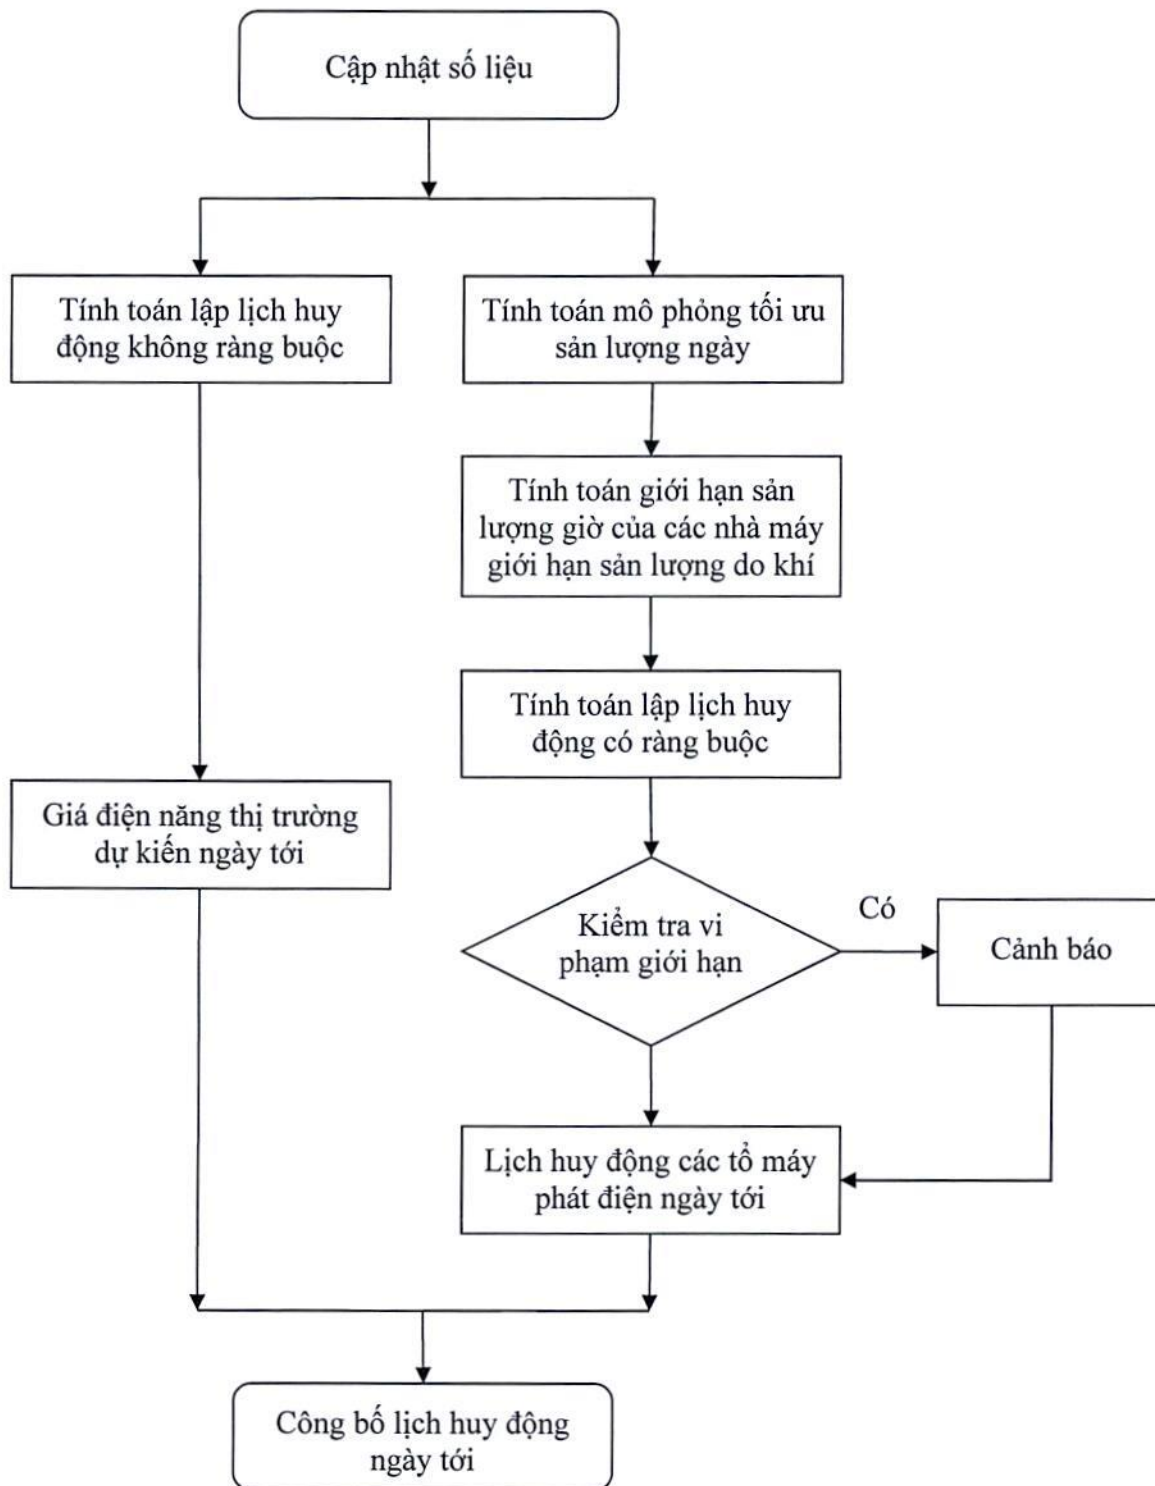 Cập nhật số liệu
Tính toán lập lịch huy
động không ràng buộc
Tính toán mô phỏng tối ưu
sản lượng ngày
Tính toán giới hạn sản
lượng giờ của các nhà máy
giới hạn sản lượng do khí
Tính toán lập lịch huy
động có ràng buộc
Giá điện năng thị trường
dự kiến ngày tới
Kiểm tra vi
phạm giới hạn
Có
Cảnh báo
Lịch huy động các tổ máy
phát điện ngày tới
Công bố lịch huy động
ngày tới